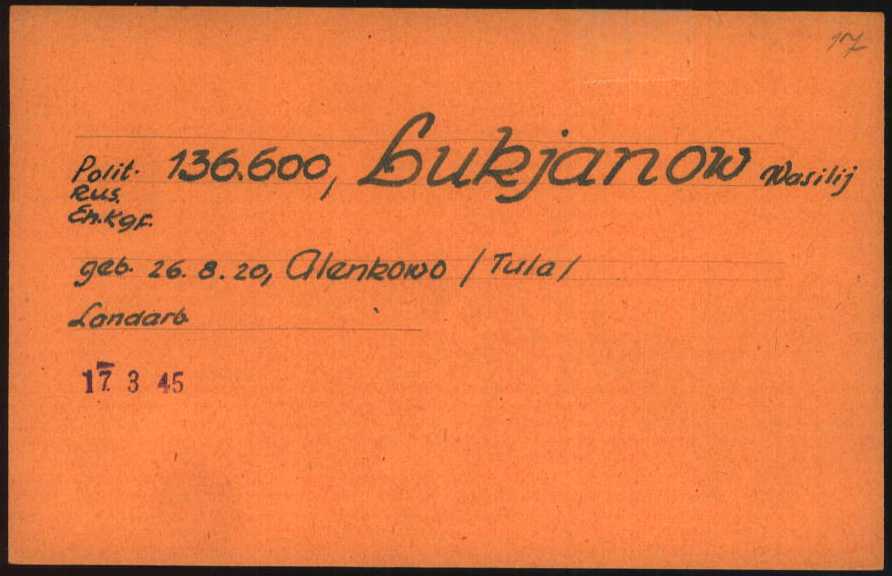 17
Polit. 136.600, Lukjanow Wasilij
Rus.
Eh.Kgf.
geb. 26. 8. 20, Alenkowo / Tula /
Landarb
17. 3 45